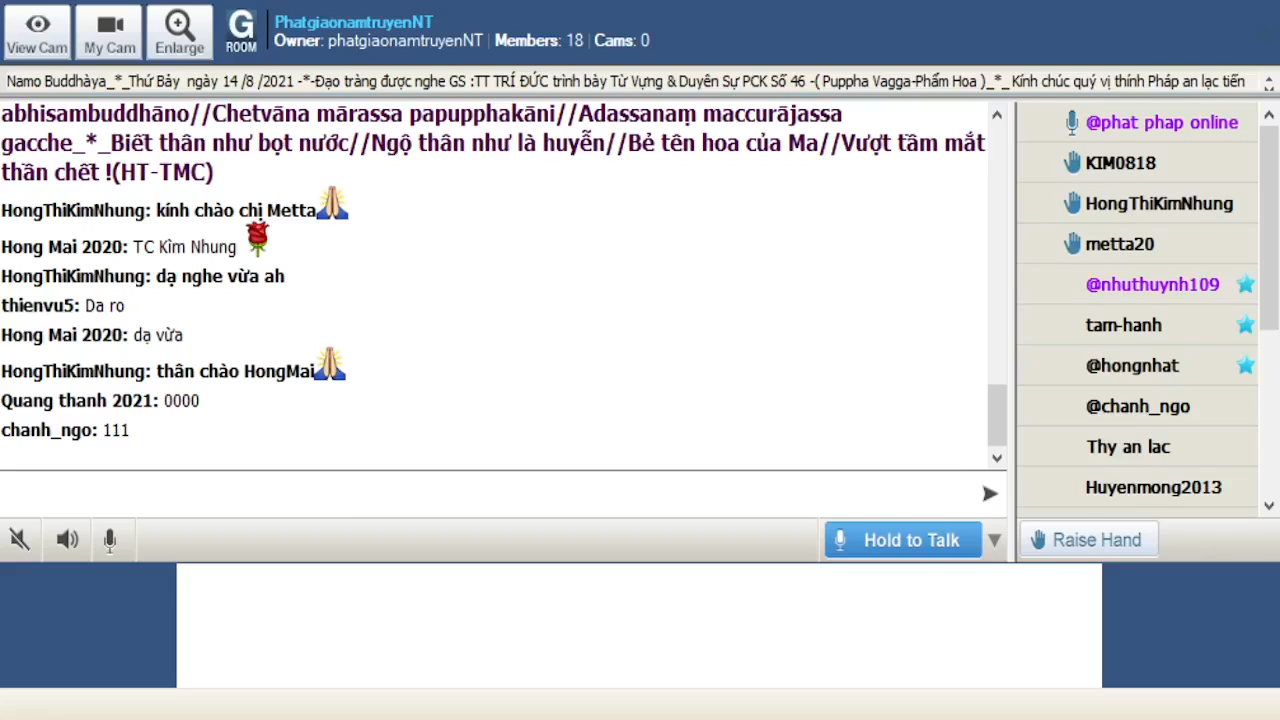 View Cam
My Cam
Enlarge
G
ROOM
PhatgiaonamtruyenNT
Owner: phatgiaonamtruyenNT | Members: 18 | Cams: 0
Namo Buddhàya_*_Thứ Bảy ngày 14 /8 /2021 -*-Đạo tràng được nghe GS :TT TRÍ ĐỨC trình bày Từ Vựng & Duyên Sự PCK Số 46 -( Puppha Vagga-Phẩm Hoa )_*_ Kính chúc quý vị thính Pháp an lạc tiến
abhisambuddhāno//Chetvāna mārassa papupphakāni//Adassanaṃ maccurājassa
gacche_*_Biết thân như bọt nước//Ngộ thân như là huyễn//Bẻ tên hoa của Ma//Vượt tầm mắt
thần chết !(HT-TMC)
HongThiKimNhung: kính chào chị Metta
Hong Mai 2020: TC Kìm Nhung
HongThiKimNhung: dạ nghe vừa ah
thienvu5: Da ro
Hong Mai 2020: dạ vừa
HongThiKimNhung: thân chào HongMai
Quang thanh 2021: 0000
chanh_ngo: 111
@phat phap online
KIM0818
HongThiKimNhung
metta20
@nhuthuynh109
tam-hanh
@hongnhat
@chanh_ngo
Thy an lac
Huyenmong2013
Hold to Talk
Raise Hand